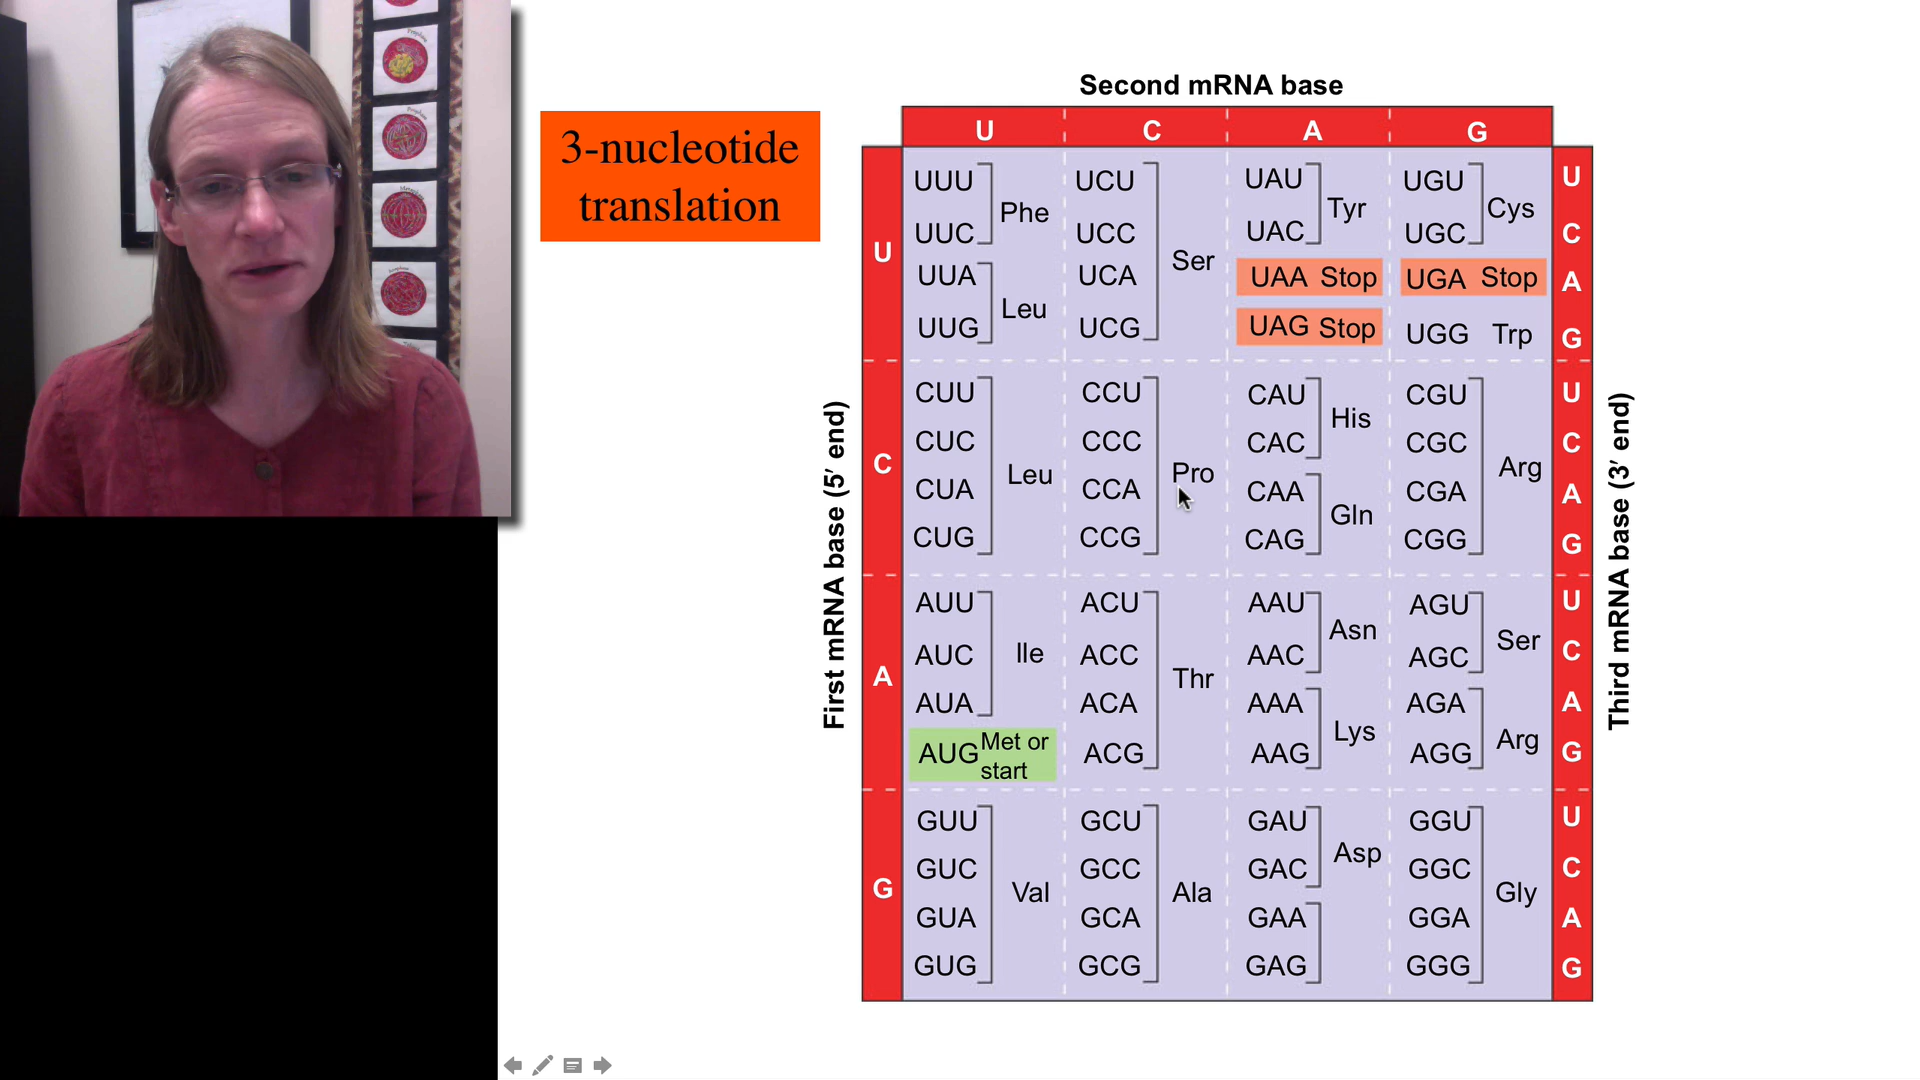 Second mRNA base
3-nucleotide
translation
U C A G
First mRNA base (5′ end)
Third mRNA base (3′ end)
U
UUU
UUC
Phe
UUA
UUG
Leu
UCU
UCC
UCA
UCG
Ser
UAU
UAC
Tyr
UAA Stop
UAG Stop
UGU
UGC
Cys
UGA Stop
UGG Trp
U
C
A
G
C
CUU
CUC
CUA
CUG
Leu
CCU
CCC
CCA
CCG
Pro
CAU
CAC
His
CAA
CAG
Gln
CGU
CGC
CGA
CGG
Arg
U
C
A
G
A
AUU
AUC
AUA
Ile
AUG Met or
start
ACU
ACC
ACA
ACG
Thr
AAU
AAC
Asn
AAA
AAG
Lys
AGU
AGC
Ser
AGA
AGG
Arg
U
C
A
G
G
GUU
GUC
GUA
GUG
Val
GCU
GCC
GCA
GCG
Ala
GAU
GAC
Asp
GAA
GAG
GGU
GGC
GGA
GGG
Gly
U
C
A
G